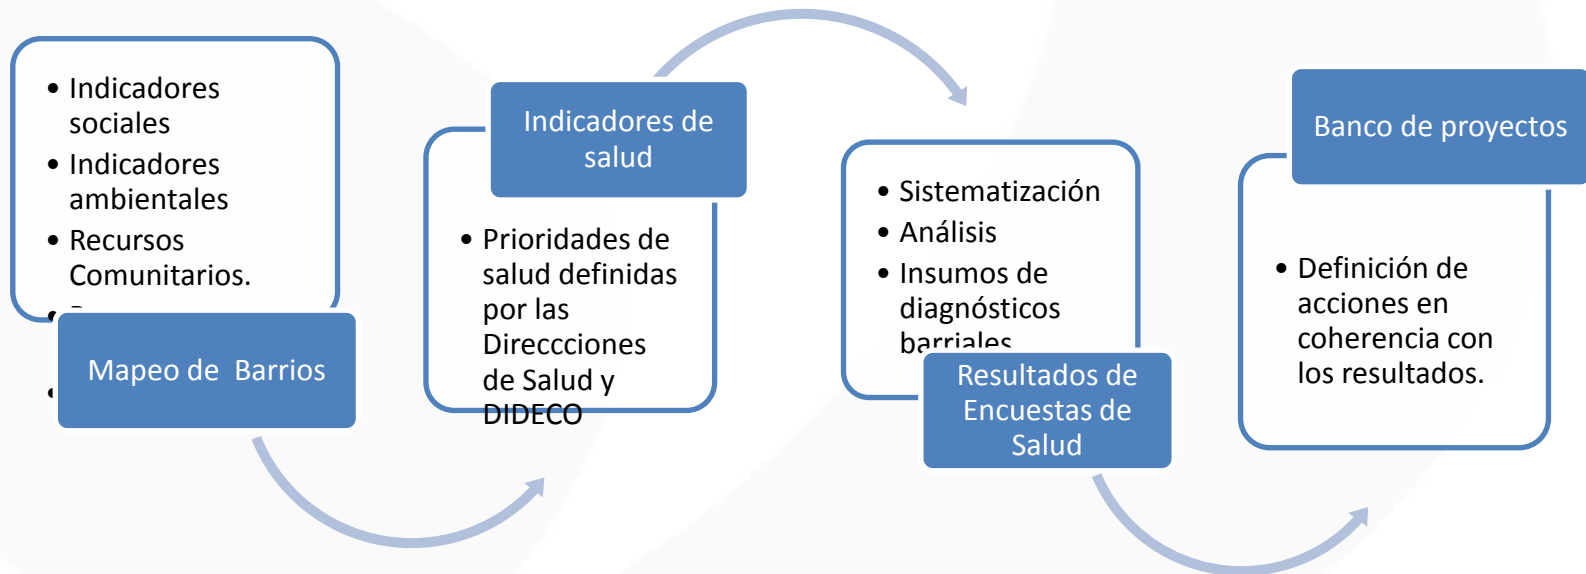 • Indicadores
sociales
• Indicadores
ambientales
• Recursos
Comunitarios.
•
•
Mapeo de Barrios
Indicadores de
salud
• Prioridades de
salud definidas
por las
Direccciones
de Salud y
DIDECO
• Sistematización
• Análisis
• Insumos de
diagnósticos
barriales
Resultados de
Encuestas de
Salud
Banco de proyectos
• Definición de
acciones en
coherencia con
los resultados.